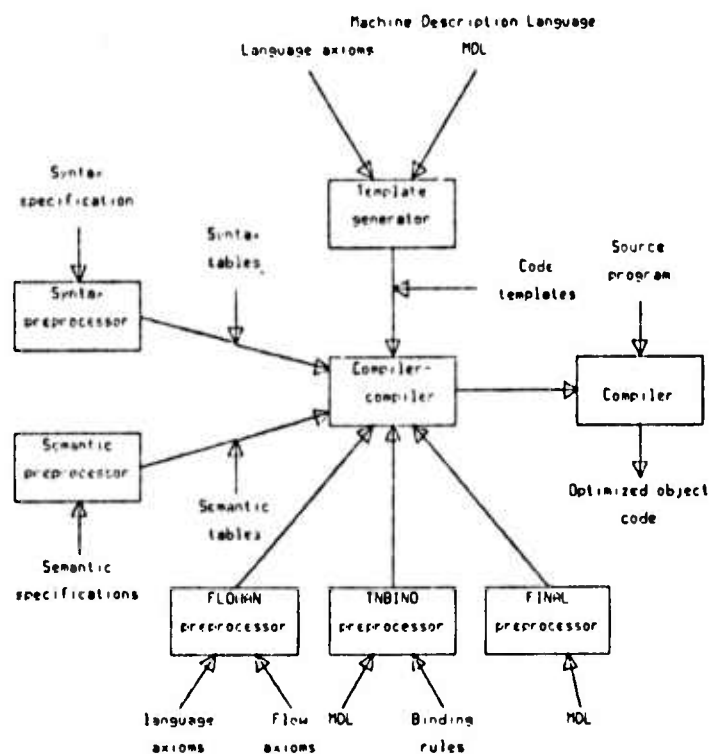 Machine Description Language
Language axioms
MDL
Syntax
specification
Template
generator
Syntax
tables
Code
templates
Source
program
Syntax
preprocessor
Compiler-
compiler
Compiler
Semantic
preprocessor
Semantic
tables
Optimized object
code
Semantic
specifications
FLOWAN
preprocessor
TNBIND
preprocessor
FINAL
preprocessor
language
axioms
Flow
axioms
MDL
Binding
rules
MDL